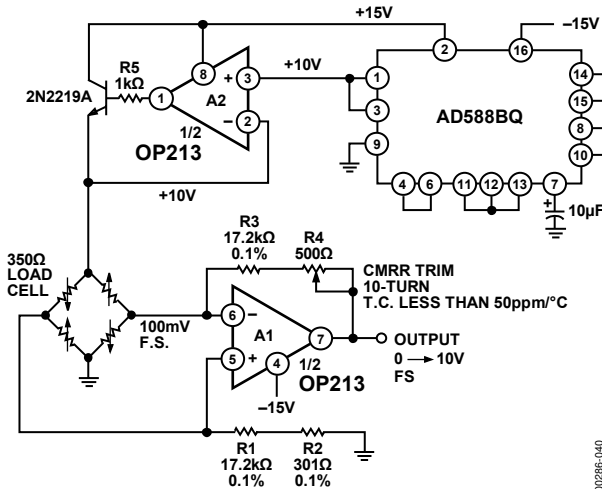 +15V
−15V
R5
1kΩ
2N2219A
8
+
3
1
A2
−
2
1/2
OP213
+10V
+10V
2
16
1
3
9
AD588BQ
14
15
8
10
4
6
11
12
13
7
+
10µF
350Ω
LOAD
CELL
R3
17.2kΩ
0.1%
R4
500Ω
CMRR TRIM
10-TURN
T.C. LESS THAN 50ppm/°C
100mV
F.S.
6
−
A1
7
5
+
4
1/2
OP213
−15V
OUTPUT
0 → 10V
FS
R1
17.2kΩ
0.1%
R2
301Ω
0.1%
00286-040